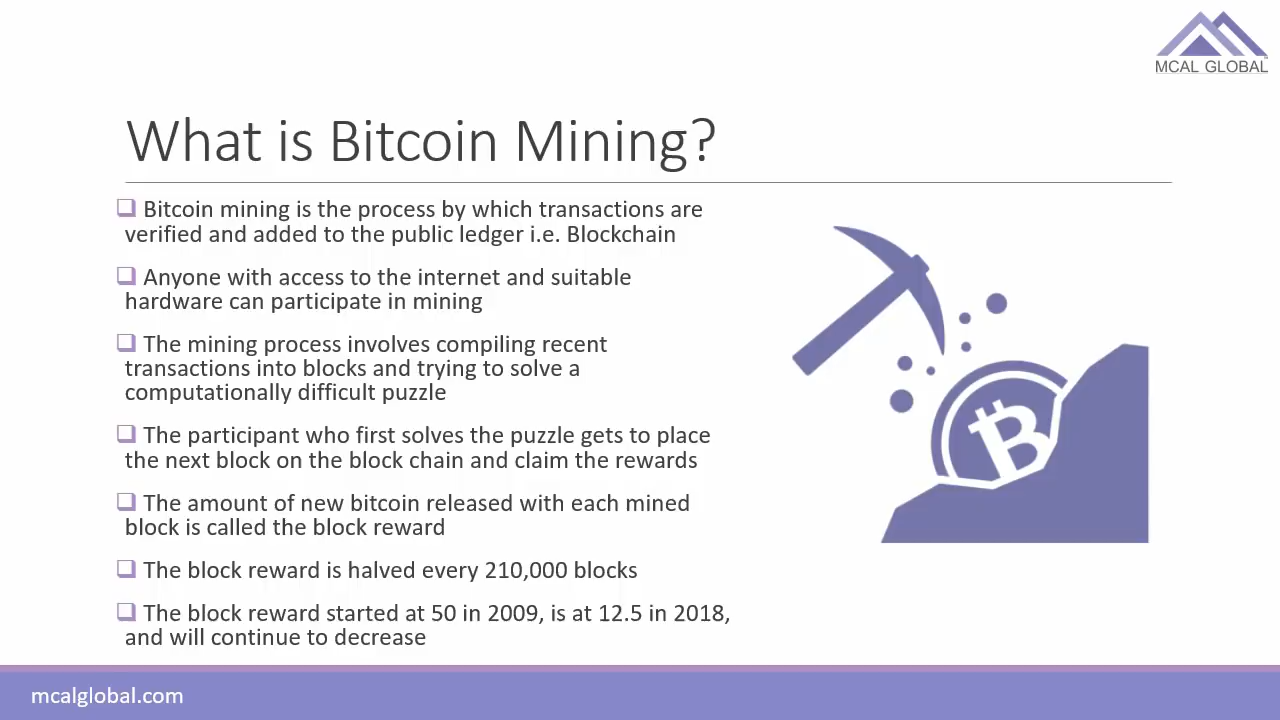 MCAL GLOBAL
What is Bitcoin Mining?
Bitcoin mining is the process by which transactions are
verified and added to the public ledger i.e. Blockchain
Anyone with access to the internet and suitable
hardware can participate in mining
The mining process involves compiling recent
transactions into blocks and trying to solve a
computationally difficult puzzle
The participant who first solves the puzzle gets to place
the next block on the block chain and claim the rewards
The amount of new bitcoin released with each mined
block is called the block reward
The block reward is halved every 210,000 blocks
The block reward started at 50 in 2009, is at 12.5 in 2018,
and will continue to decrease
mcalglobal.com